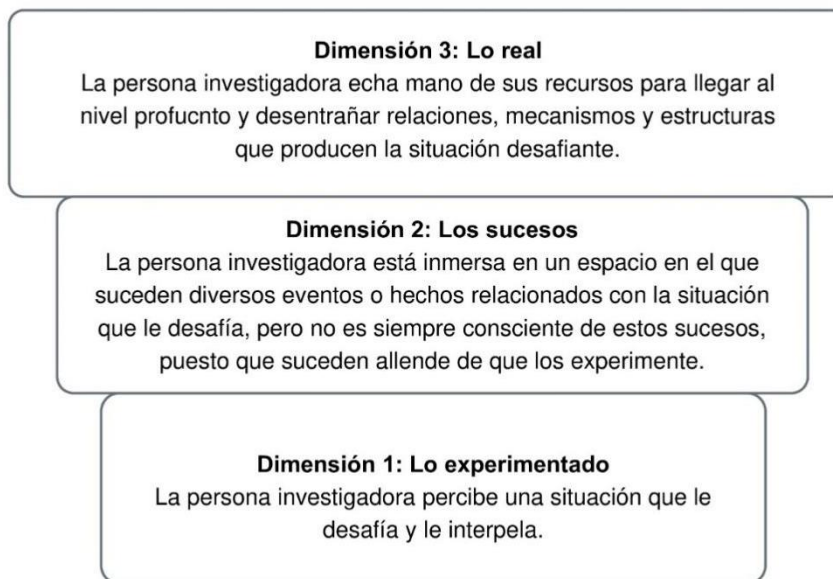 Dimensión 3: Lo real
La persona investigadora echa mano de sus recursos para llegar al
nivel profucnto y desentrañar relaciones, mecanismos y estructuras
que producen la situación desafiante.
Dimensión 2: Los sucesos
La persona investigadora está inmersa en un espacio en el que
suceden diversos eventos o hechos relacionados con la situación
que le desafía, pero no es siempre consciente de estos sucesos,
puesto que suceden allende de que los experimente.
Dimensión 1: Lo experimentado
La persona investigadora percibe una situación que le
desafía y le interpela.